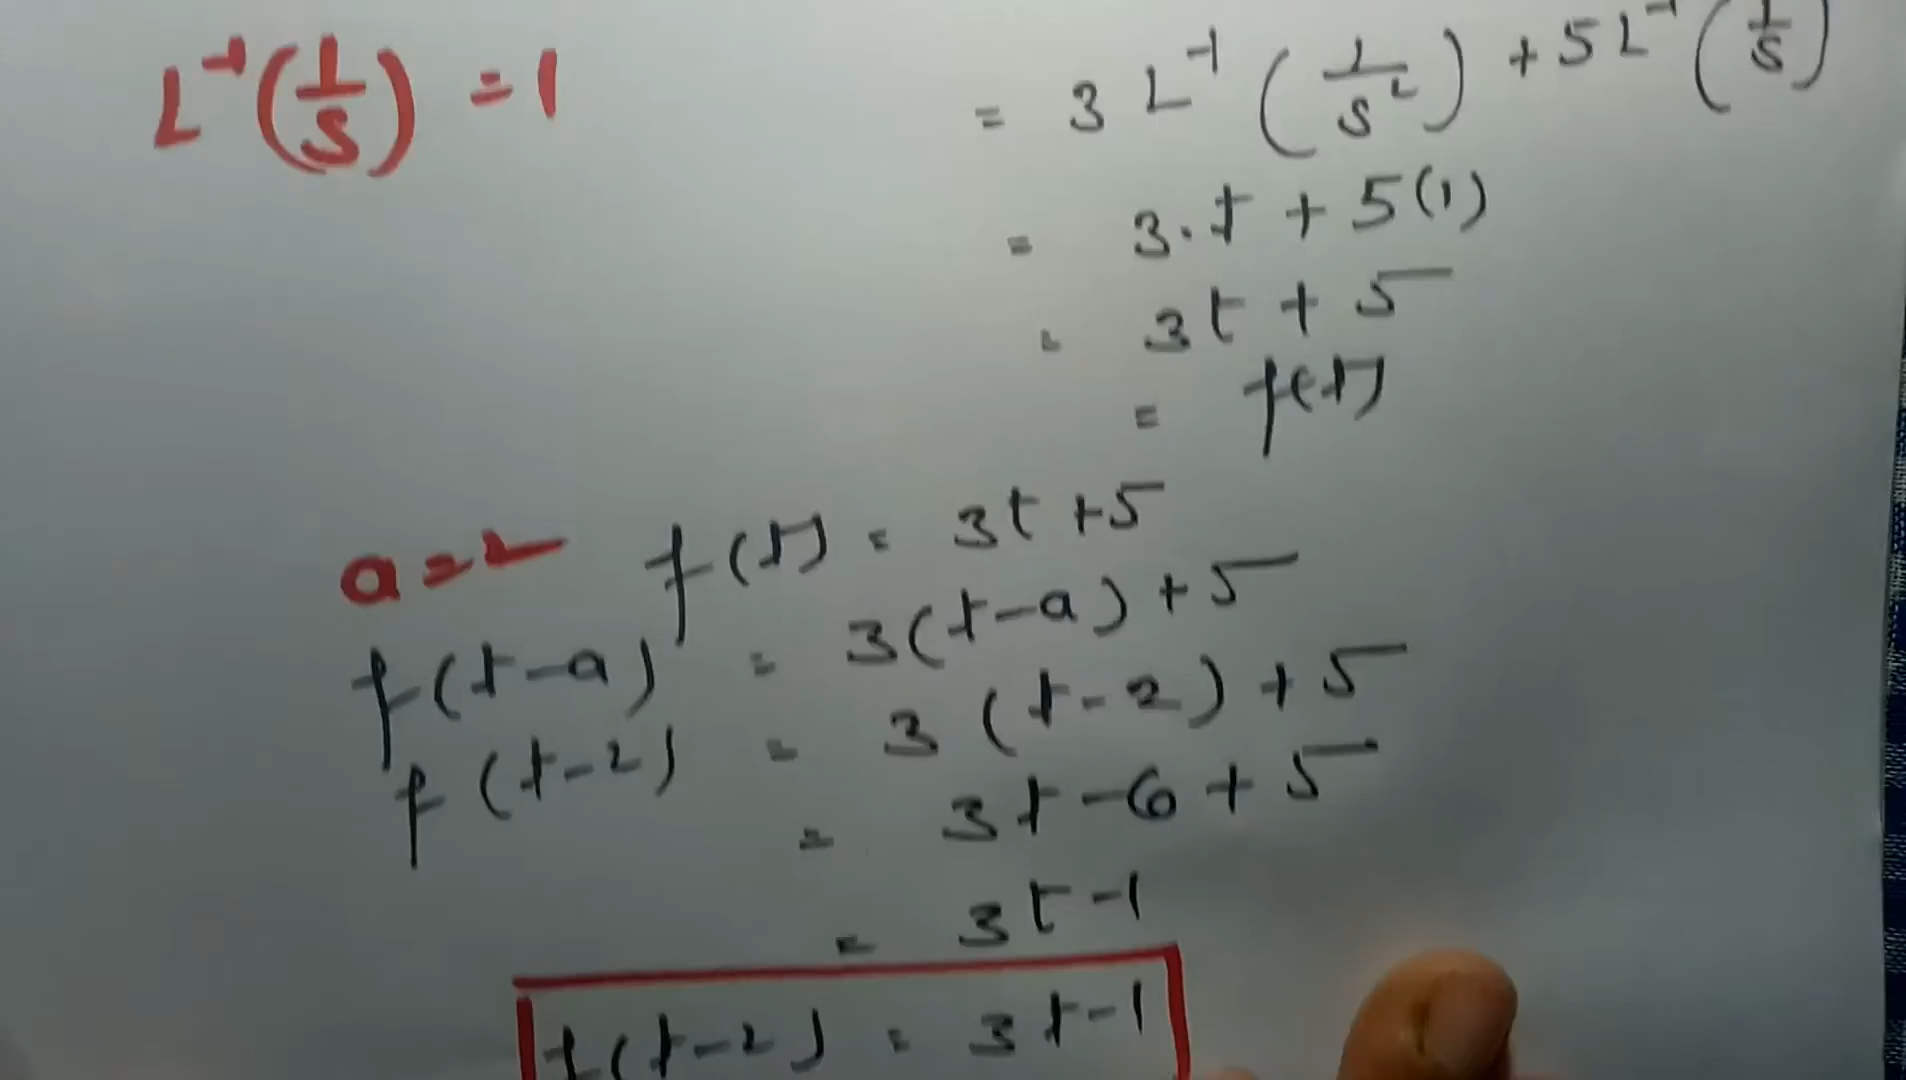 L⁻¹(1/s) = 1
= 3 L⁻¹(1/s²) + 5 L⁻¹(1/s)
= 3.t + 5(1)
= 3t + 5
= f(t)
a=2 f(t) = 3t+5
f(t-a) = 3(t-a)+5
f(t-2) = 3(t-2)+5
= 3t-6+5
= 3t-1
f(t-2) = 3t-1